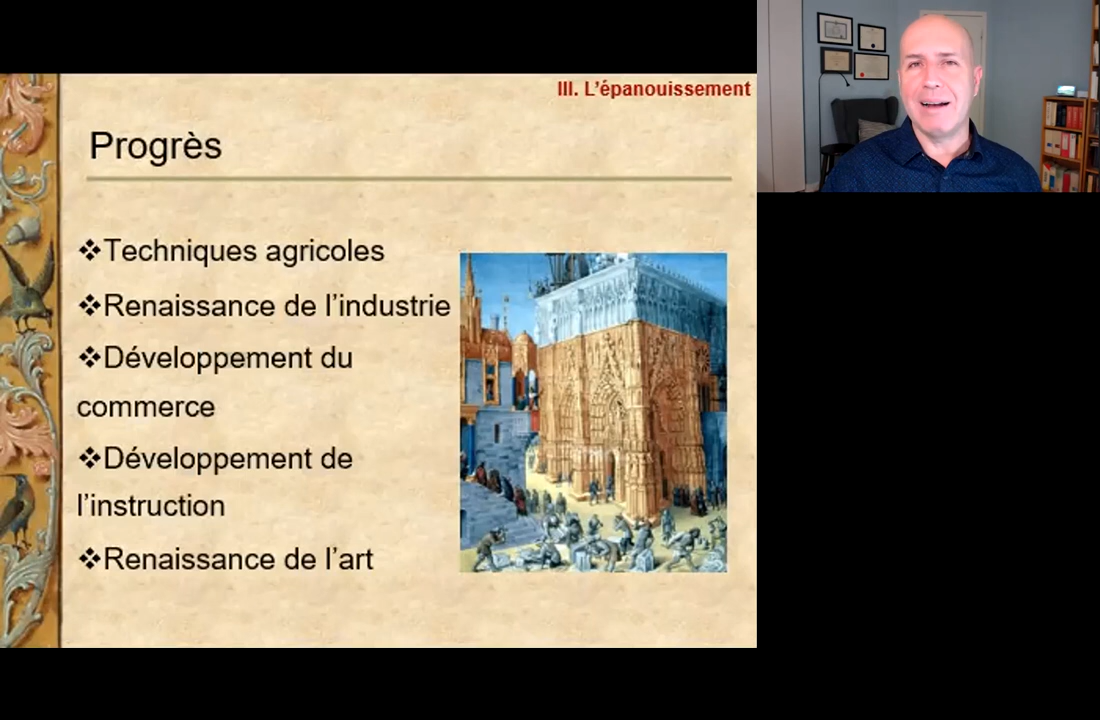 III. L’épanouissement
Progrès
❖Techniques agricoles
❖Renaissance de l’industrie
❖Développement du
commerce
❖Développement de
l’instruction
❖Renaissance de l’art